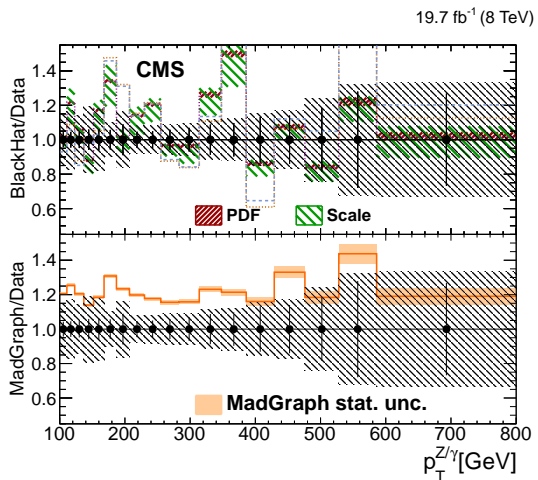 19.7 fb⁻¹ (8 TeV)
CMS
BlackHat/Data
1.4
1.2
1.0
0.8
0.6
PDF
Scale
MadGraph/Data
1.4
1.2
1.0
0.8
0.6
MadGraph stat. unc.
100 200 300 400 500 600 700 800
p_T^{Z/γ}[GeV]